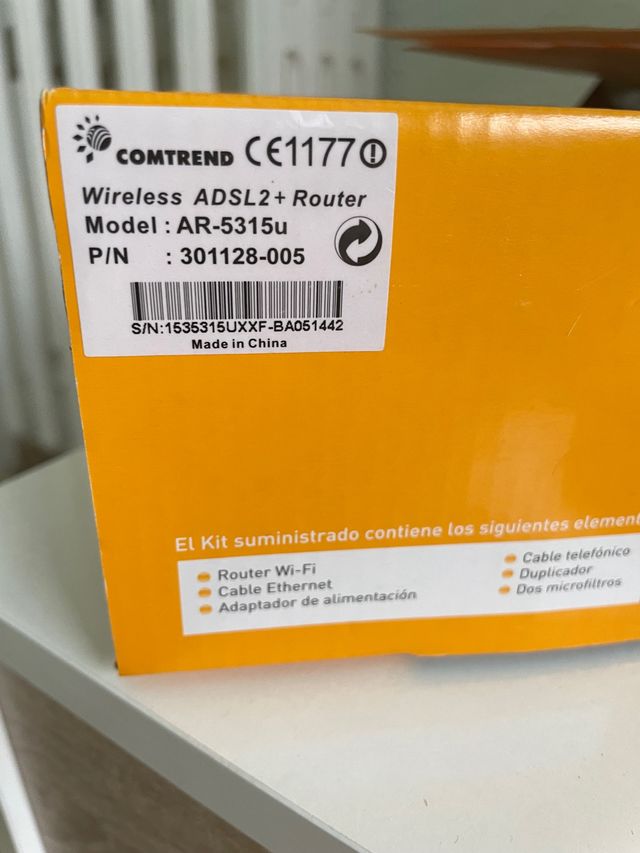 COMTREND CE1177
Wireless ADSL2+ Router
Model : AR-5315u
P/N : 301128-005
S/N:1535315UXXF-BA051442
Made in China
El Kit suministrado contiene los siguientes element
Router Wi-Fi
Cable Ethernet
Adaptador de alimentación
Cable telefónico
Duplicador
Dos microfiltros